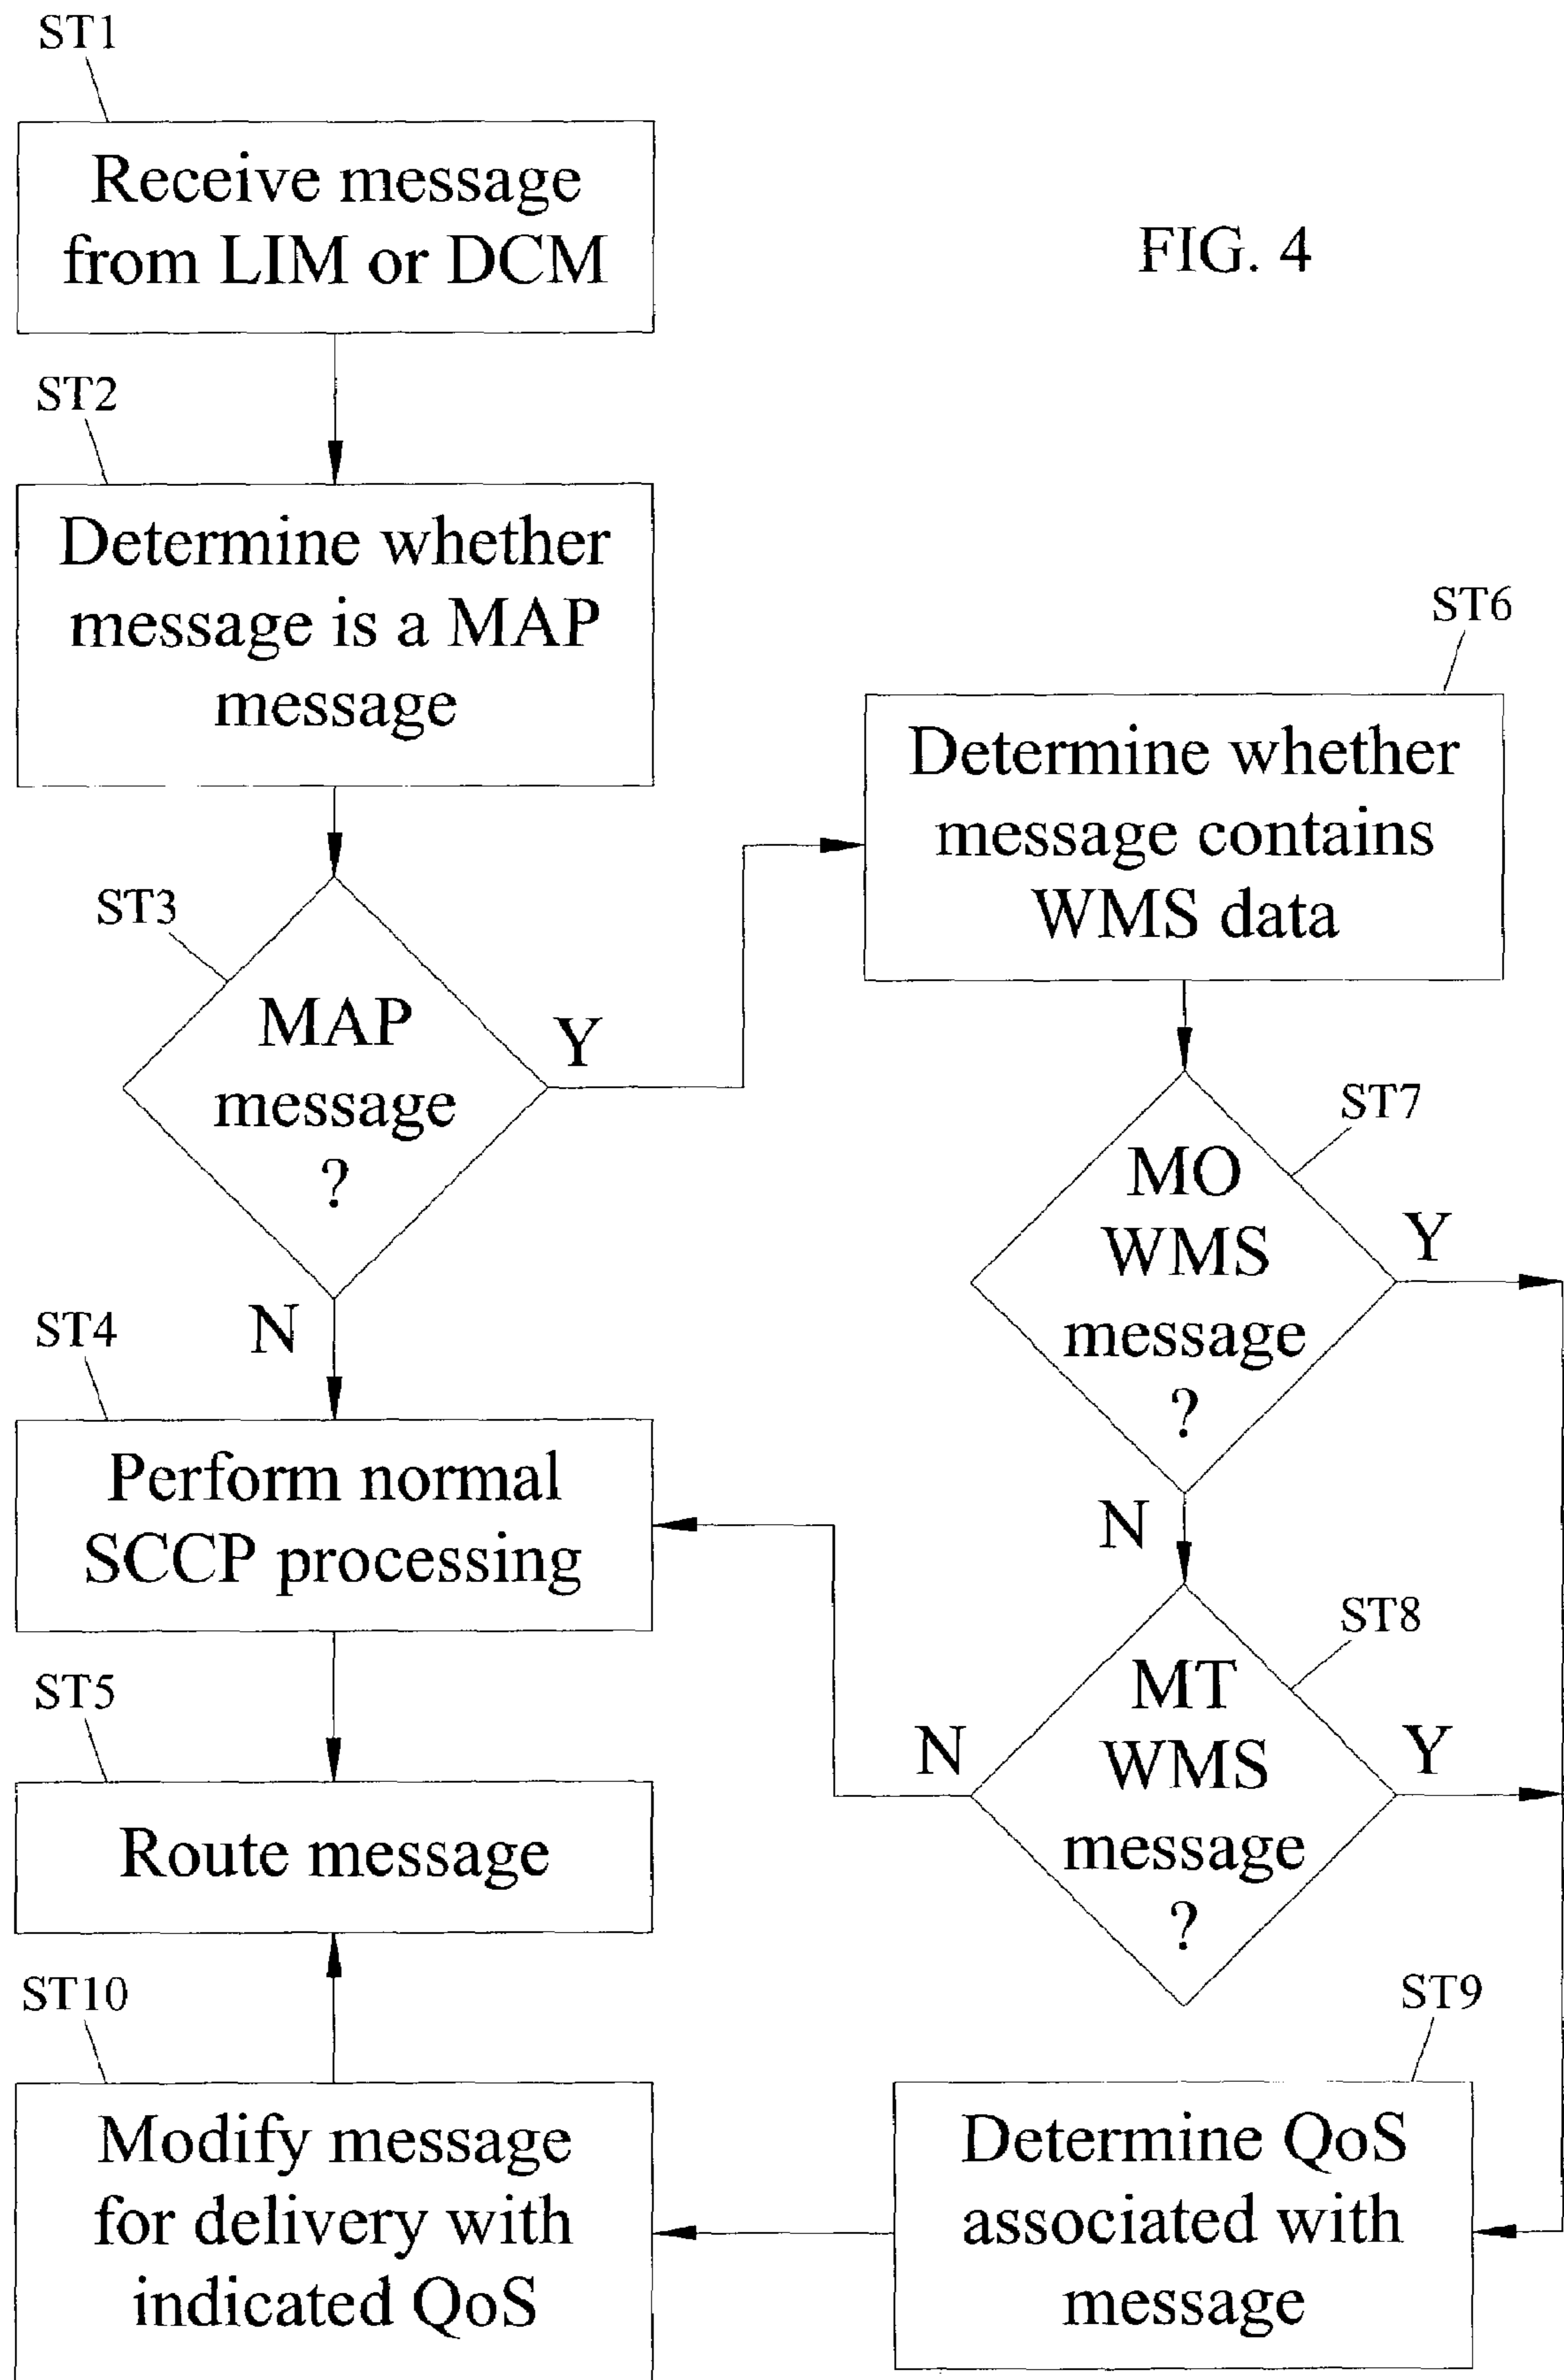 ST1
Receive message
from LIM or DCM
FIG. 4
ST2
Determine whether
message is a MAP
message
ST3
MAP
message
?
Y
N
ST4
Perform normal
SCCP processing
ST5
Route message
ST6
Determine whether
message contains
WMS data
ST7
MO
WMS
message
?
Y
N
ST8
MT
WMS
message
?
Y
N
ST9
Determine QoS
associated with
message
ST10
Modify message
for delivery with
indicated QoS